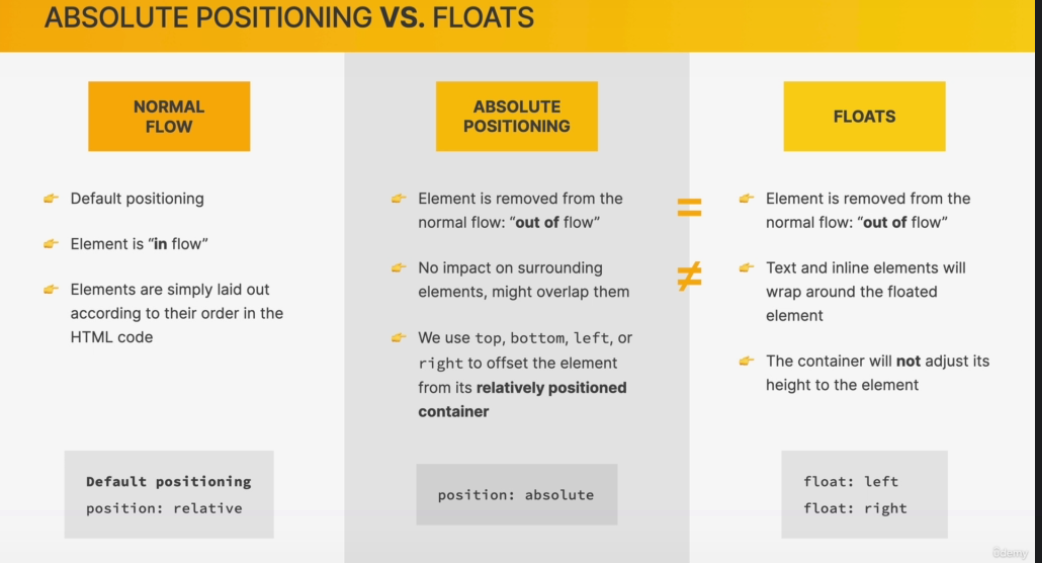 ABSOLUTE POSITIONING VS. FLOATS
NORMAL
FLOW
Default positioning
Element is "in flow"
Elements are simply laid out
according to their order in the
HTML code
Default positioning
position: relative
ABSOLUTE
POSITIONING
Element is removed from the
normal flow: "out of flow"
No impact on surrounding
elements, might overlap them
We use top, bottom, left, or
right to offset the element
from its relatively positioned
container
position: absolute
=
≠
FLOATS
Element is removed from the
normal flow: "out of flow"
Text and inline elements will
wrap around the floated
element
The container will not adjust its
height to the element
float: left
float: right
ûdemy